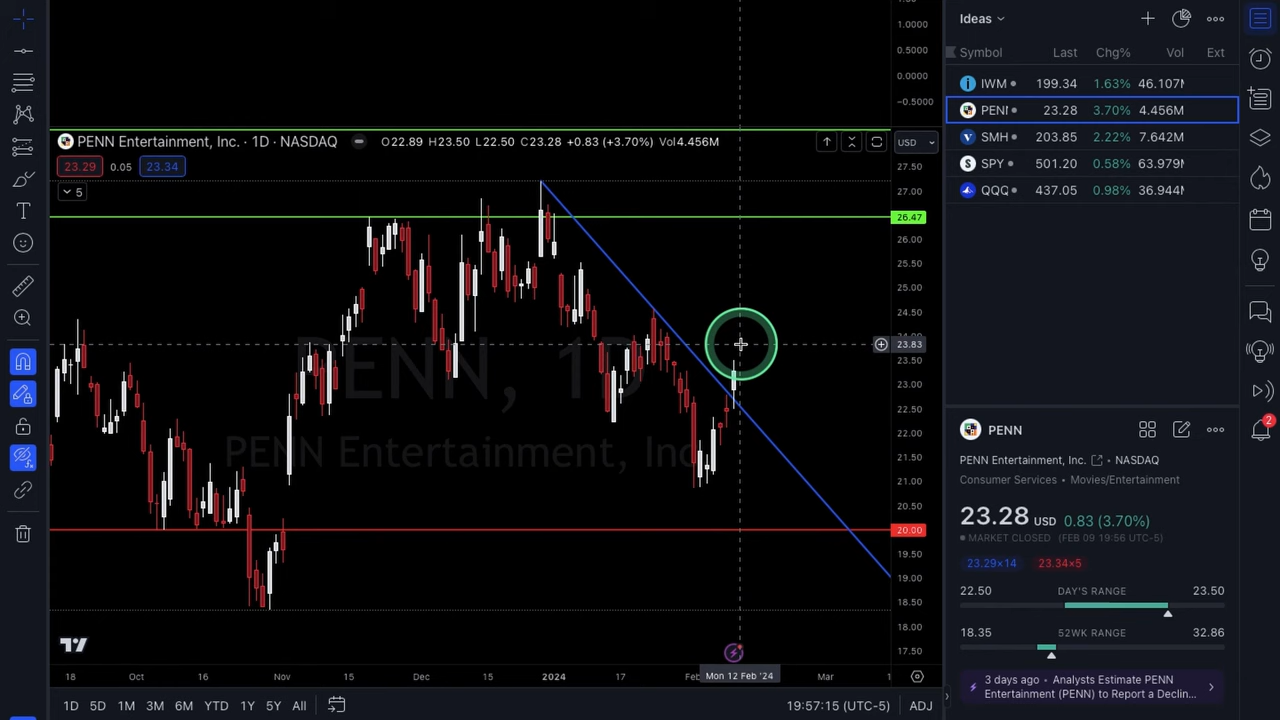 1.0000
0.5000
0.0000
−0.5000
PENN Entertainment, Inc. · 1D · NASDAQ O22.89 H23.50 L22.50 C23.28 +0.83 (+3.70%) Vol4.456M
USD
23.29 0.05 23.34
5
27.50
27.00
26.47
26.00
25.50
25.00
24.50
24.00
23.83
23.50
23.00
22.50
22.00
21.50
21.00
20.50
20.00
19.50
19.00
18.50
18.00
17.50
PENN, 1D
PENN Entertainment, Inc
18 Oct 16 Nov 15 Dec 15 2024 17 Feb Mon 12 Feb '24 Mar
1D 5D 1M 3M 6M YTD 1Y 5Y All
19:57:15 (UTC-5) ADJ
Ideas
Symbol Last Chg% Vol Ext
IWM 199.34 1.63% 46.107M
PENN 23.28 3.70% 4.456M
SMH 203.85 2.22% 7.642M
SPY 501.20 0.58% 63.979M
QQQ 437.05 0.98% 36.944M
2
PENN
PENN Entertainment, Inc. • NASDAQ
Consumer Services • Movies/Entertainment
23.28 USD 0.83 (3.70%)
MARKET CLOSED (FEB 09 19:56 UTC-5)
23.29×14 23.34×5
22.50 DAY'S RANGE 23.50
18.35 52WK RANGE 32.86
3 days ago • Analysts Estimate PENN
Entertainment (PENN) to Report a Declin...